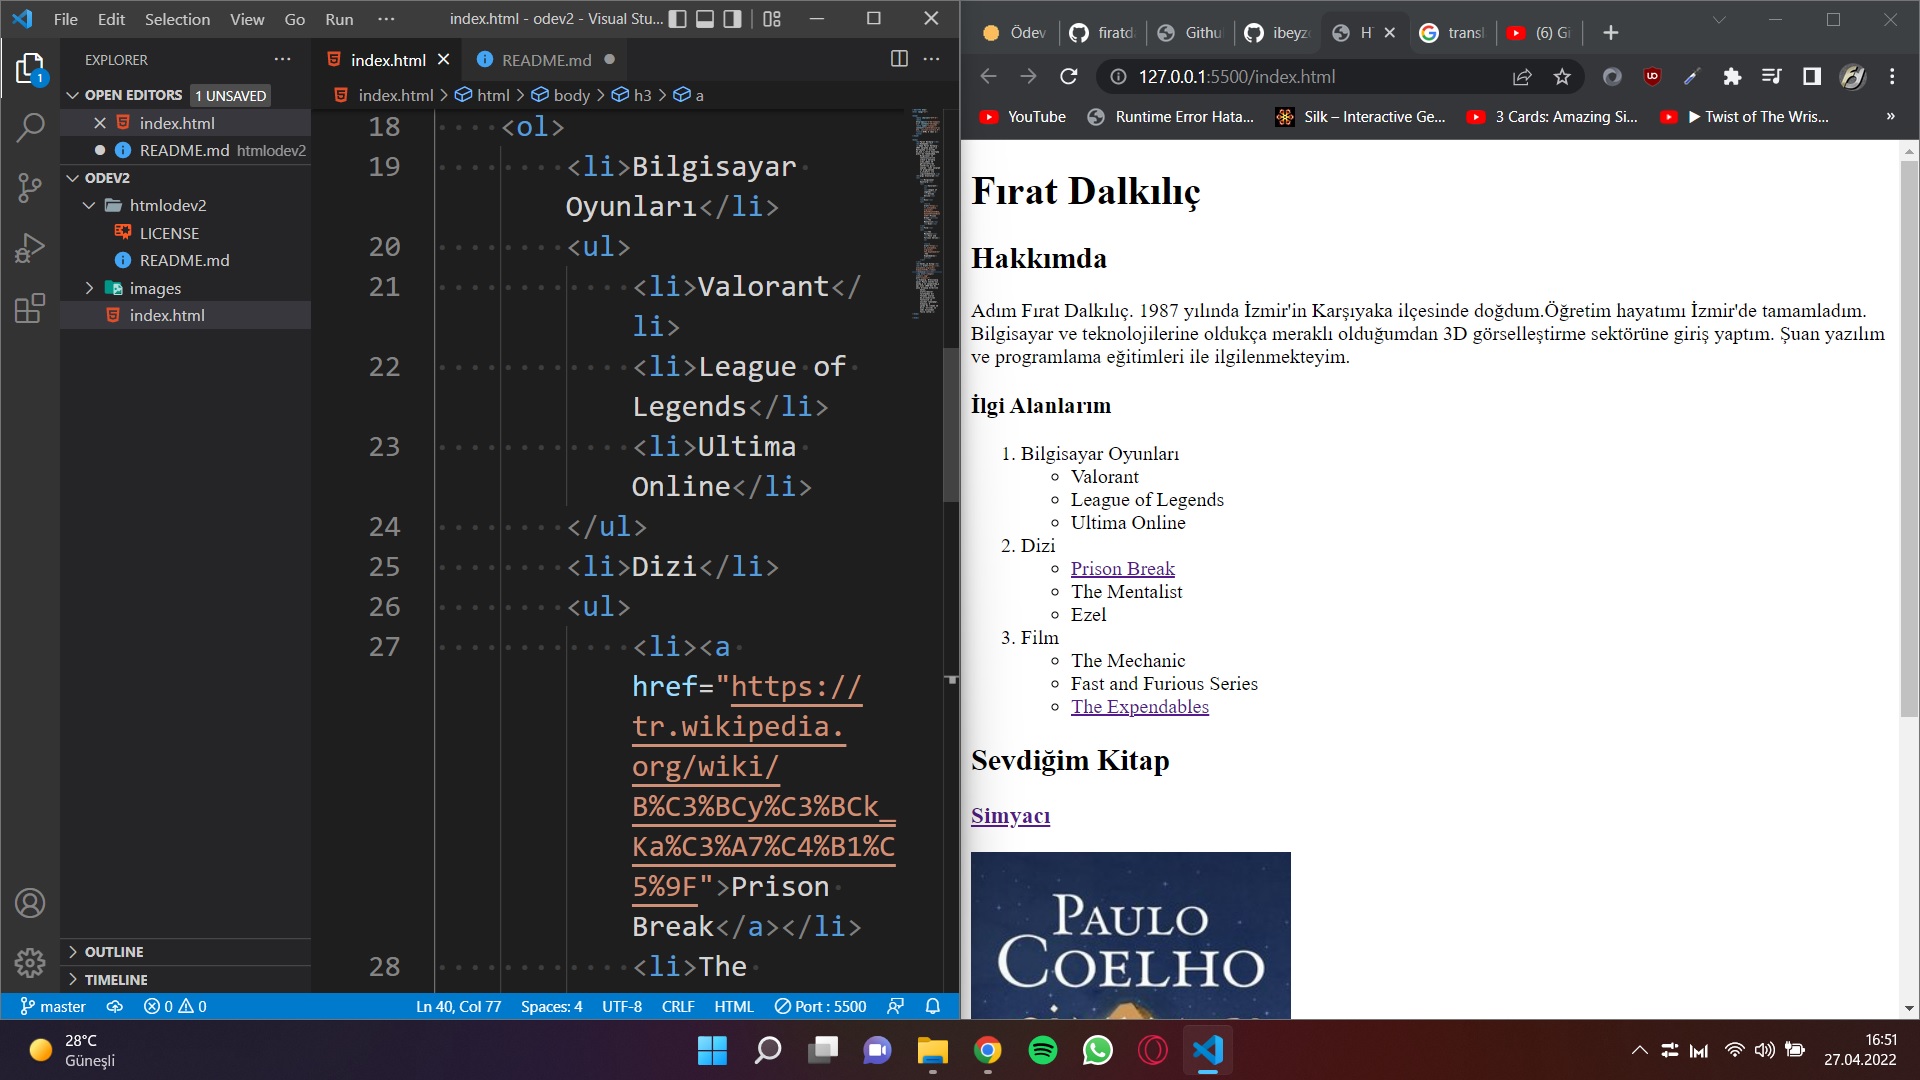 File Edit Selection View Go Run ··· index.html - odev2 - Visual Stu...
EXPLORER
OPEN EDITORS 1 UNSAVED
index.html
README.md htmlodev2
ODEV2
htmlodev2
LICENSE
README.md
images
index.html
OUTLINE
TIMELINE
1
index.html README.md
index.html > html > body > h3 > a
18 <ol>
19 <li>Bilgisayar
Oyunları</li>
20 <ul>
21 <li>Valorant</
li>
22 <li>League of
Legends</li>
23 <li>Ultima
Online</li>
24 </ul>
25 <li>Dizi</li>
26 <ul>
27 <li><a
href="https://
tr.wikipedia.
org/wiki/
B%C3%BCy%C3%BCk_
Ka%C3%A7%C4%B1%C
5%9F">Prison
Break</a></li>
28 <li>The
master 0 0 Ln 40, Col 77 Spaces: 4 UTF-8 CRLF HTML Port : 5500
Ödev firatd Githu ibeyz H transl (6) Gi
127.0.0.1:5500/index.html
YouTube Runtime Error Hata... Silk – Interactive Ge... 3 Cards: Amazing Si... ▶ Twist of The Wris... »
Fırat Dalkılıç
Hakkımda
Adım Fırat Dalkılıç. 1987 yılında İzmir'in Karşıyaka ilçesinde doğdum.Öğretim hayatımı İzmir'de tamamladım.
Bilgisayar ve teknolojilerine oldukça meraklı olduğumdan 3D görselleştirme sektörüne giriş yaptım. Şuan yazılım
ve programlama eğitimleri ile ilgilenmekteyim.
İlgi Alanlarım
1. Bilgisayar Oyunları
Valorant
League of Legends
Ultima Online
2. Dizi
Prison Break
The Mentalist
Ezel
3. Film
The Mechanic
Fast and Furious Series
The Expendables
Sevdiğim Kitap
Simyacı
PAULO
COELHO
28°C
Güneşli
16:51
27.04.2022